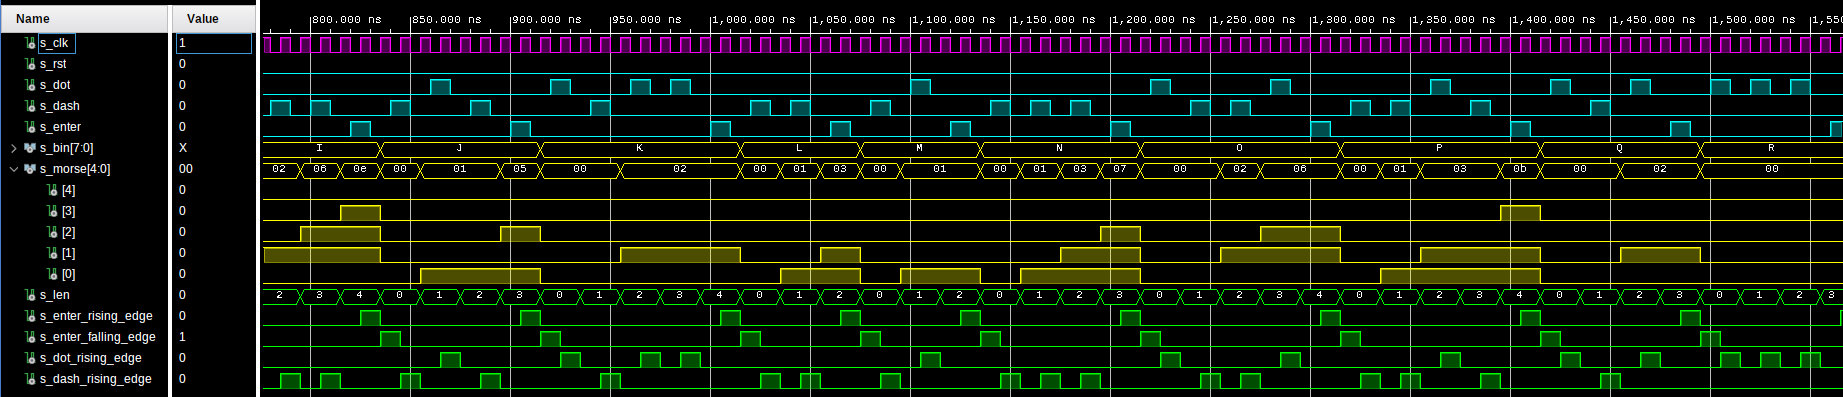 Name Value 800.000 ns 850.000 ns 900.000 ns 950.000 ns 1,000.000 ns 1,050.000 ns 1,100.000 ns 1,150.000 ns 1,200.000 ns 1,250.000 ns 1,300.000 ns 1,350.000 ns 1,400.000 ns 1,450.000 ns 1,500.000 ns 1,550
s_clk 1
s_rst 0
s_dot 0
s_dash 0
s_enter 0
s_bin[7:0] X I J K L M N O P Q R
s_morse[4:0] 00 02 06 0e 00 01 05 00 02 00 01 03 00 01 00 01 03 07 00 02 06 00 01 03 0b 00 02 00
[4] 0
[3] 0
[2] 0
[1] 0
[0] 0
s_len 0 2 3 4 0 1 2 3 0 1 2 3 4 0 1 2 0 1 2 0 1 2 3 0 1 2 3 4 0 1 2 3 4 0 1 2 3 0 1 2 3
s_enter_rising_edge 0
s_enter_falling_edge 1
s_dot_rising_edge 0
s_dash_rising_edge 0